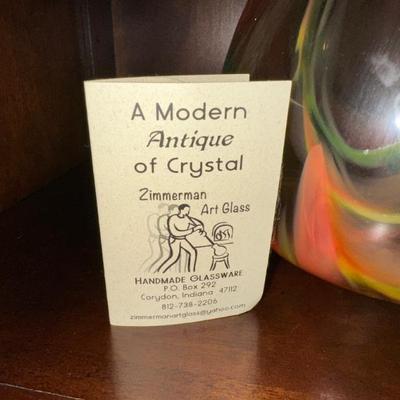 A Modern
Antique
of Crystal
Zimmerman
Art Glass
HANDMADE GLASSWARE
P.O. Box 292
Corydon, Indiana 47112
812-738-2206
zimmermanartglass@yahoo.com